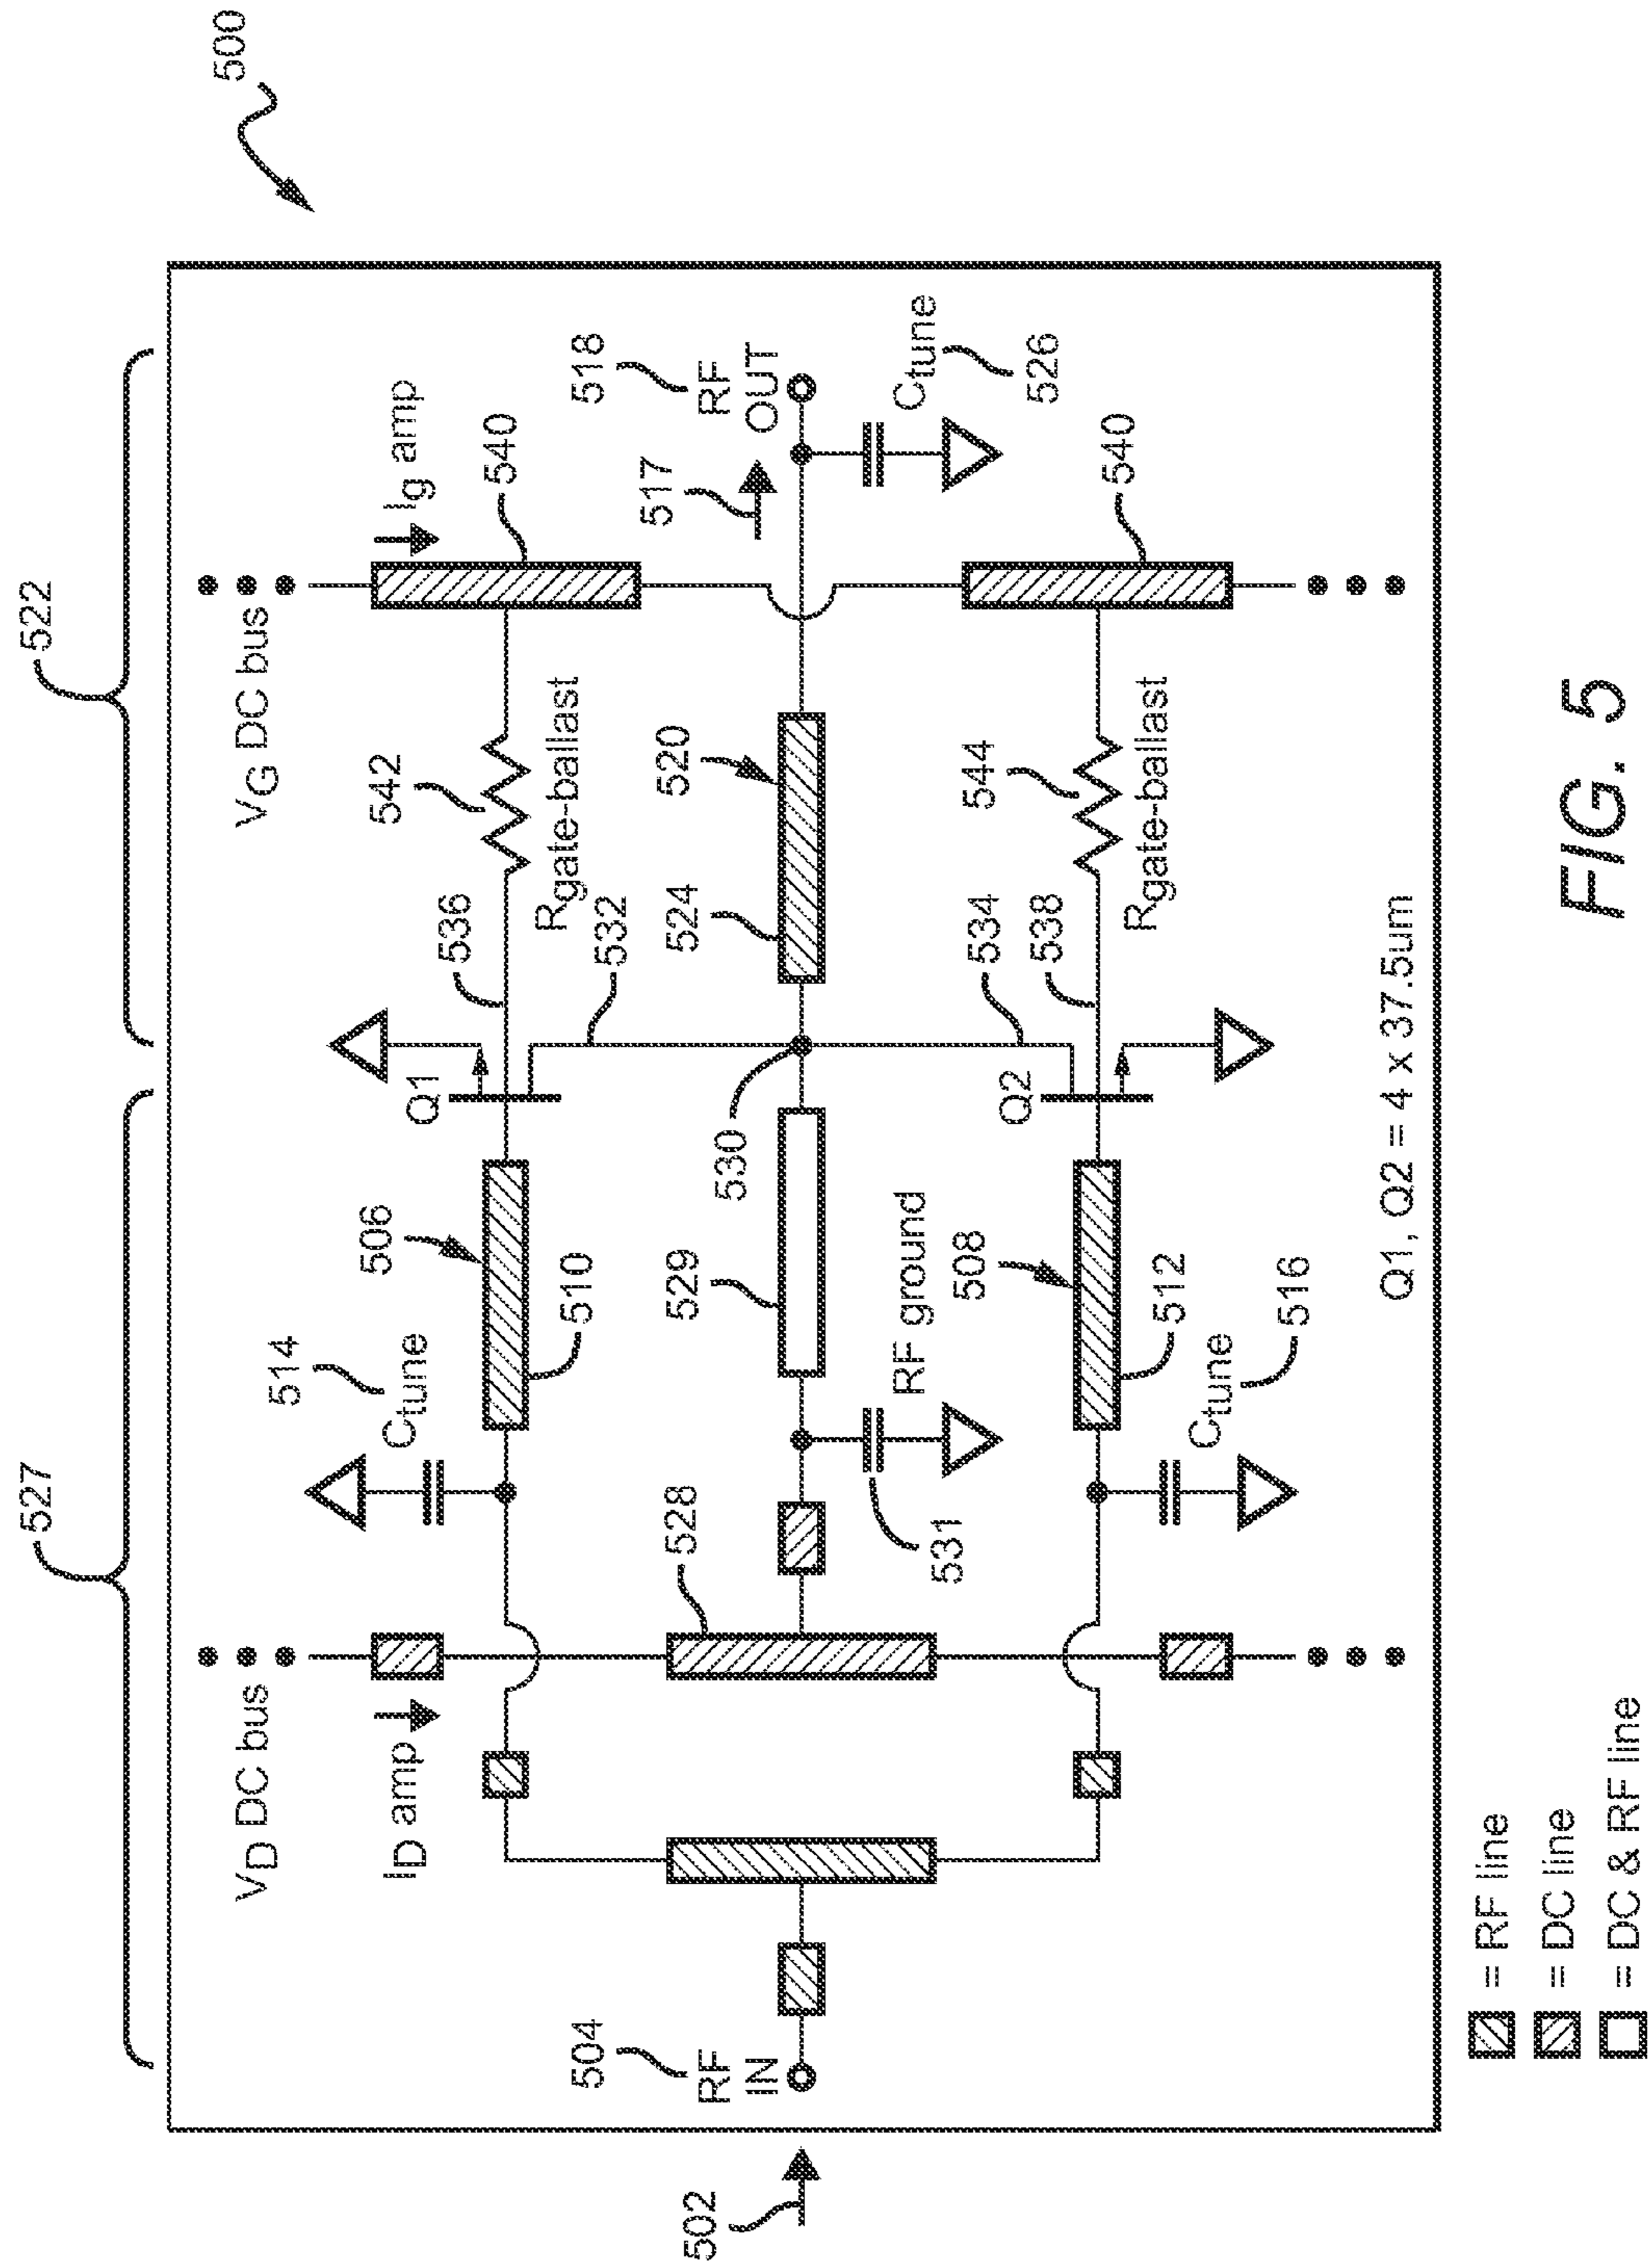 500
527
522
VD DC bus
VG DC bus
ID amp
Ig amp
514
Ctune
506
510
Q1
536
542
Rgate-ballast
532
540
502
504
RF
IN
528
531
RF ground
529
530
524
520
517
518
RF
OUT
Ctune
526
508
512
Ctune
516
Q2
534
538
544
Rgate-ballast
540
Q1, Q2 = 4 x 37.5um
= RF line
= DC line
= DC & RF line
FIG. 5